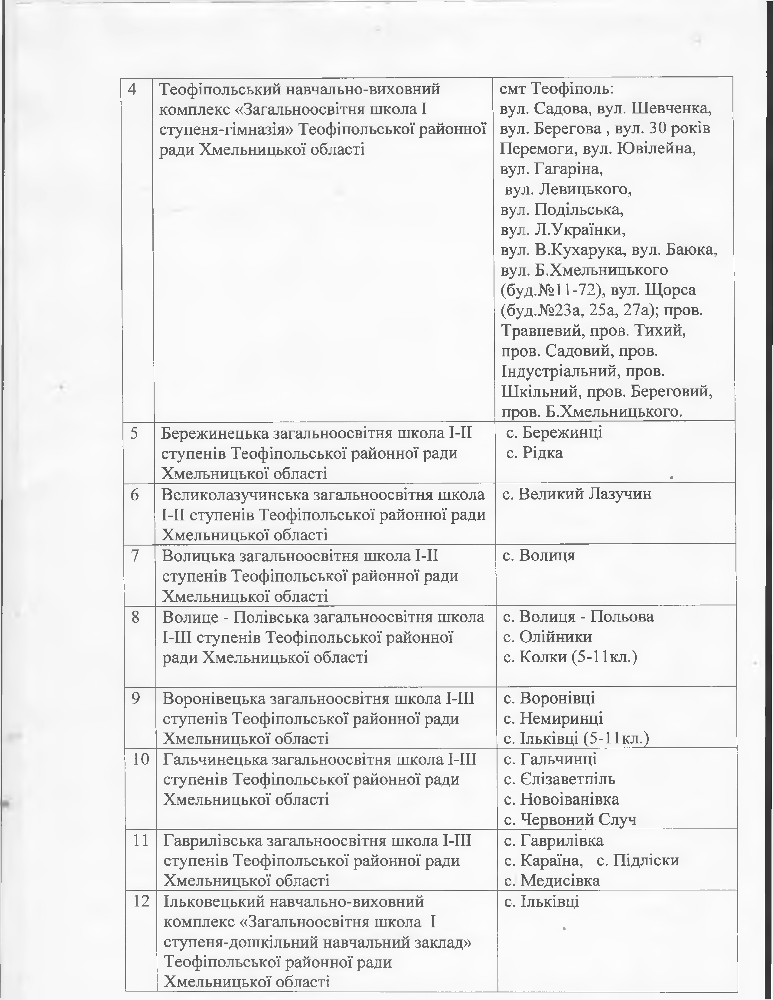 4
Теофіпольський навчально-виховний
комплекс «Загальноосвітня школа І
ступеня-гімназія» Теофіпольської районної
ради Хмельницької області
смт Теофіполь:
вул. Садова, вул. Шевченка,
вул. Берегова , вул. 30 років
Перемоги, вул. Ювілейна,
вул. Гагаріна,
вул. Левицького,
вул. Подільська,
вул. Л.Українки,
вул. В.Кухарука, вул. Баюка,
вул. Б.Хмельницького
(буд.№11-72), вул. Щорса
(буд.№23а, 25а, 27а); пров.
Травневий, пров. Тихий,
пров. Садовий, пров.
Індустріальний, пров.
Шкільний, пров. Береговий,
пров. Б.Хмельницького.
5
Бережинецька загальноосвітня школа І-ІІ
ступенів Теофіпольської районної ради
Хмельницької області
с. Бережинці
с. Рідка
6
Великолазучинська загальноосвітня школа
І-ІІ ступенів Теофіпольської районної ради
Хмельницької області
с. Великий Лазучин
7
Волицька загальноосвітня школа І-ІІ
ступенів Теофіпольської районної ради
Хмельницької області
с. Волиця
8
Волице - Полівська загальноосвітня школа
І-ІІІ ступенів Теофіпольської районної
ради Хмельницької області
с. Волиця - Польова
с. Олійники
с. Колки (5-11кл.)
9
Воронівецька загальноосвітня школа І-ІІІ
ступенів Теофіпольської районної ради
Хмельницької області
с. Воронівці
с. Немиринці
с. Ільківці (5-11кл.)
10
Гальчинецька загальноосвітня школа І-ІІІ
ступенів Теофіпольської районної ради
Хмельницької області
с. Гальчинці
с. Єлізаветпіль
с. Новоіванівка
с. Червоний Случ
11
Гаврилівська загальноосвітня школа І-ІІІ
ступенів Теофіпольської районної ради
Хмельницької області
с. Гаврилівка
с. Караїна, с. Підліски
с. Медисівка
12
Ільковецький навчально-виховний
комплекс «Загальноосвітня школа І
ступеня-дошкільний навчальний заклад»
Теофіпольської районної ради
Хмельницької області
с. Ільківці